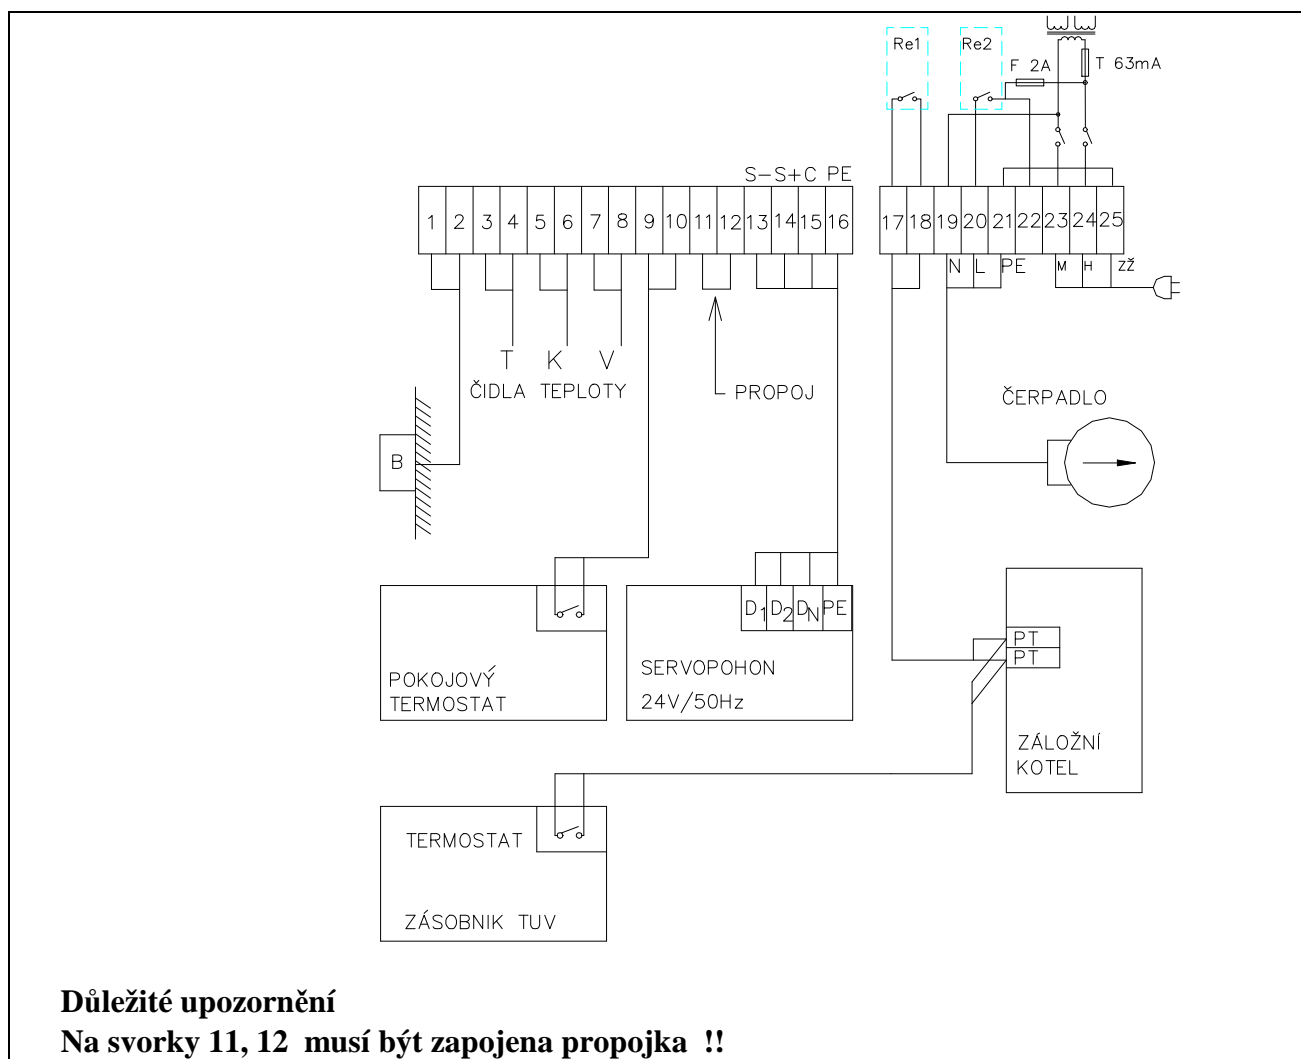 Re1 Re2
F 2A T 63mA
S- S+ C PE
1 2 3 4 5 6 7 8 9 10 11 12 13 14 15 16 17 18 19 20 21 22 23 24 25
N L PE M H ZŽ
T K V
ČIDLA TEPLOTY
PROPOJ
ČERPADLO
B
D1 D2 DN PE
PT
PT
SERVOPOHON
24V/50Hz
POKOJOVÝ
TERMOSTAT
ZÁLOŽNÍ
KOTEL
TERMOSTAT
ZÁSOBNIK TUV
Důležité upozornění
Na svorky 11, 12 musí být zapojena propojka !!